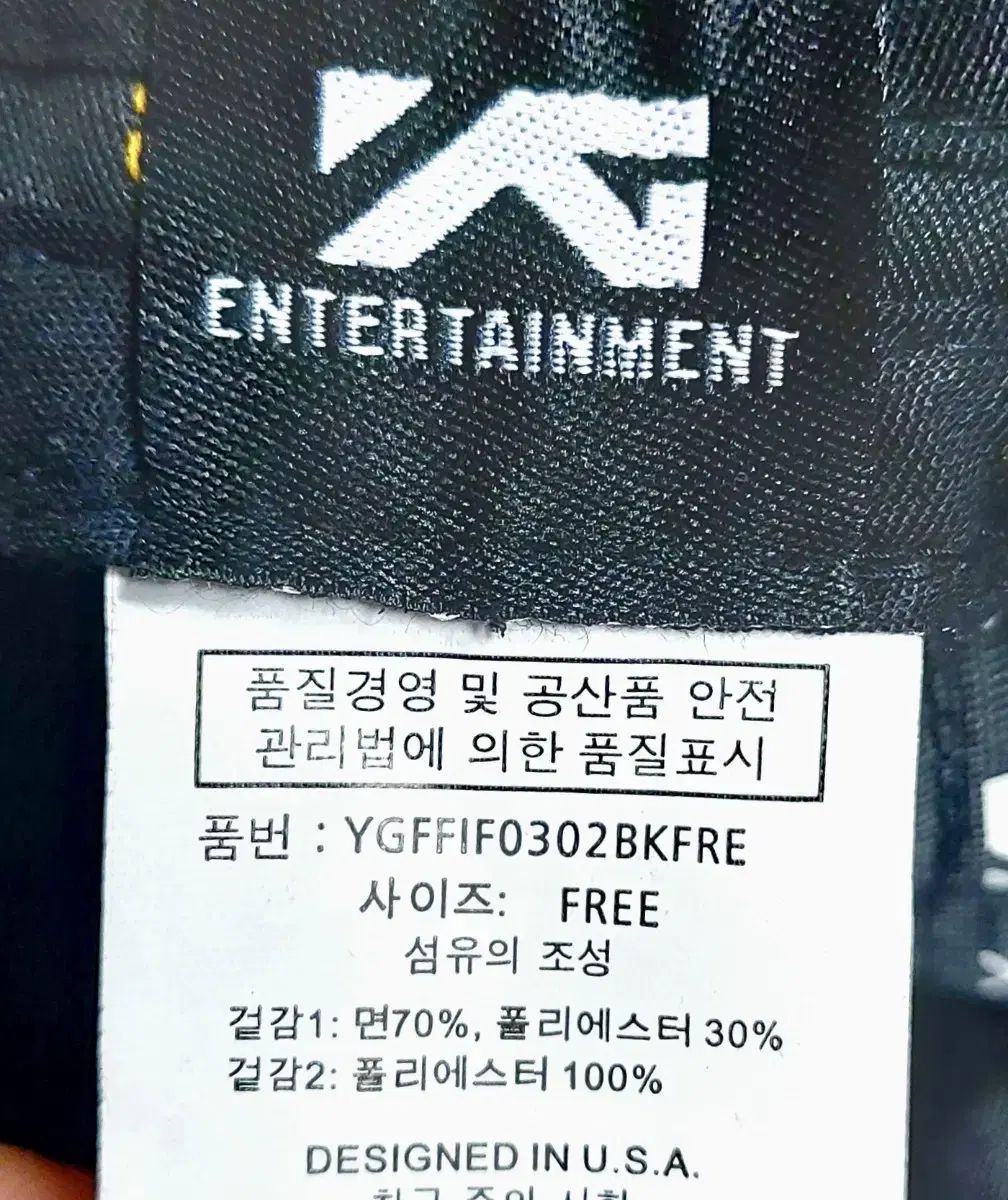 YG
ENTERTAINMENT
품질경영 및 공산품 안전
관리법에 의한 품질표시
품번 : YGFFIF0302BKFRE
사이즈: FREE
섬유의 조성
겉감1: 면70%, 폴리에스터 30%
겉감2: 폴리에스터 100%
DESIGNED IN U.S.A.